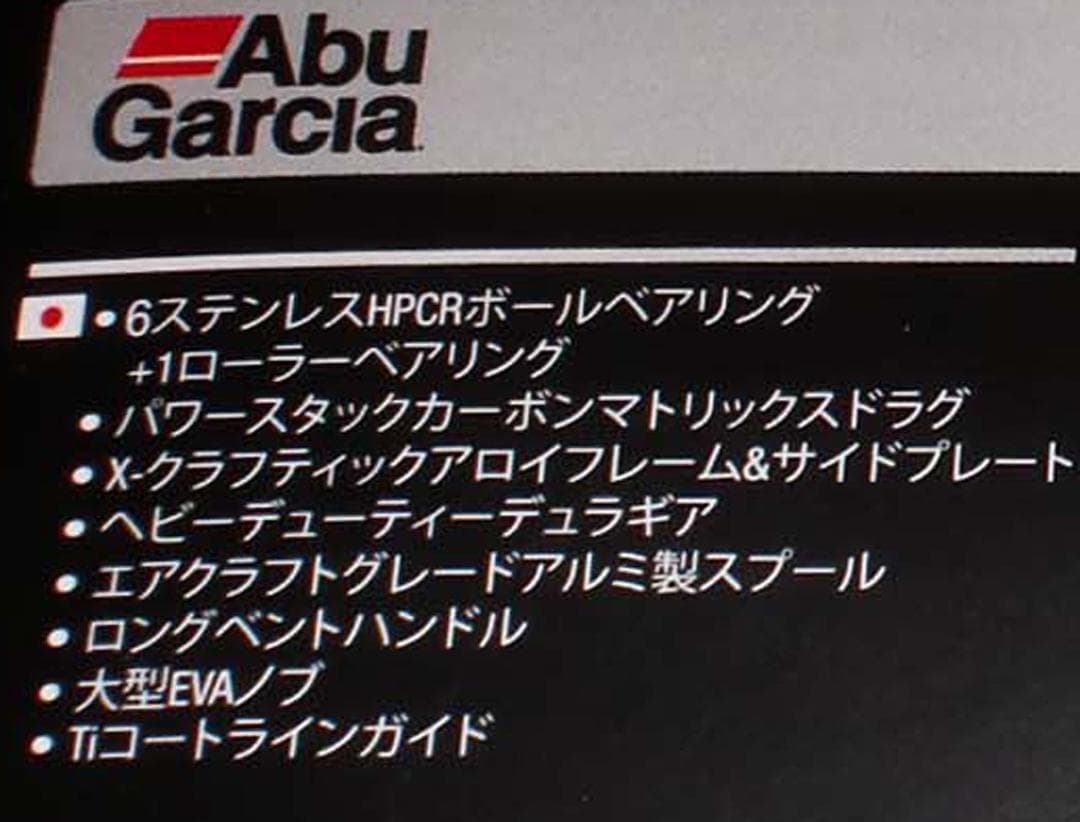 Abu
Garcia
• 6ステンレスHPCRボールベアリング
+1ローラーベアリング
• パワースタックカーボンマトリックスドラグ
• X-クラフティックアロイフレーム&サイドプレート
• ヘビーデューティーデュラギア
• エアクラフトグレードアルミ製スプール
• ロングベントハンドル
• 大型EVAノブ
• Tiコートラインガイド